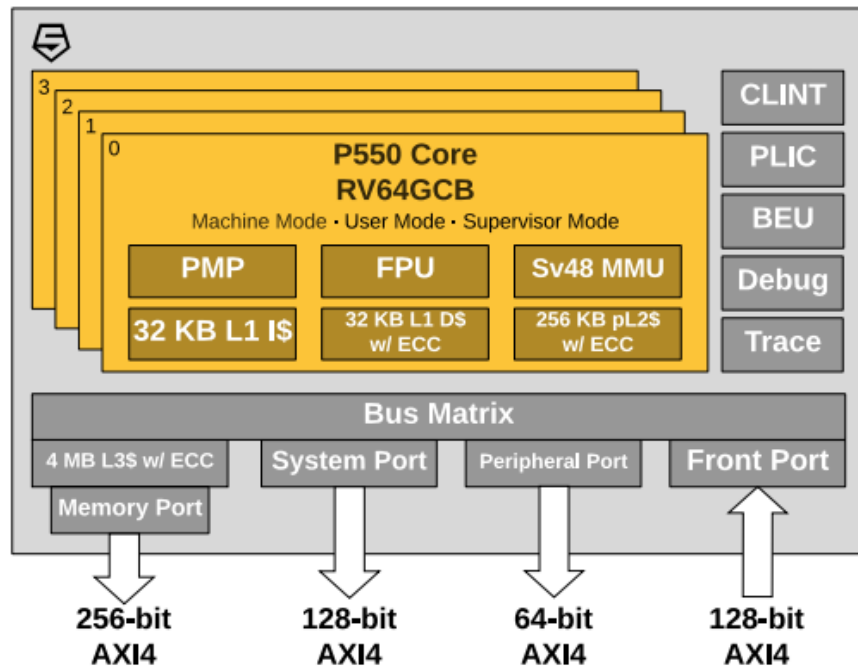 3
2
1
0
P550 Core
RV64GCB
Machine Mode · User Mode · Supervisor Mode
PMP
FPU
Sv48 MMU
32 KB L1 I$
32 KB L1 D$
w/ ECC
256 KB pL2$
w/ ECC
CLINT
PLIC
BEU
Debug
Trace
Bus Matrix
4 MB L3$ w/ ECC
System Port
Peripheral Port
Front Port
Memory Port
256-bit
AXI4
128-bit
AXI4
64-bit
AXI4
128-bit
AXI4